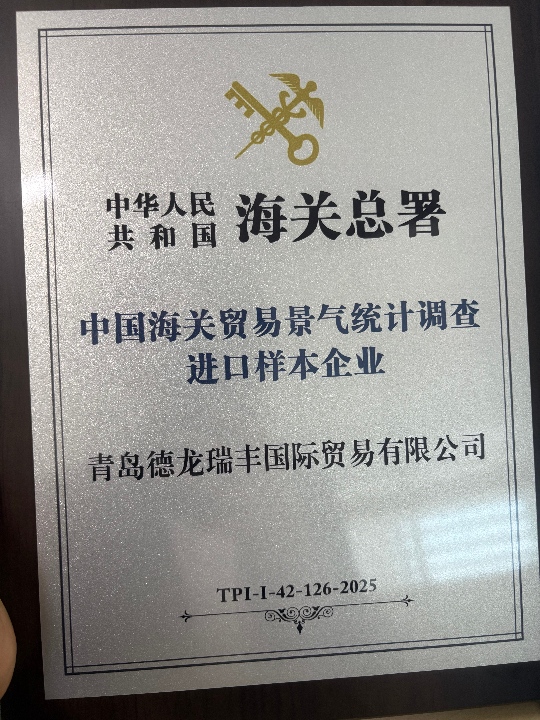 中华人民
共和国 海关总署
中国海关贸易景气统计调查
进口样本企业
青岛德龙瑞丰国际贸易有限公司
TPI-I-42-126-2025